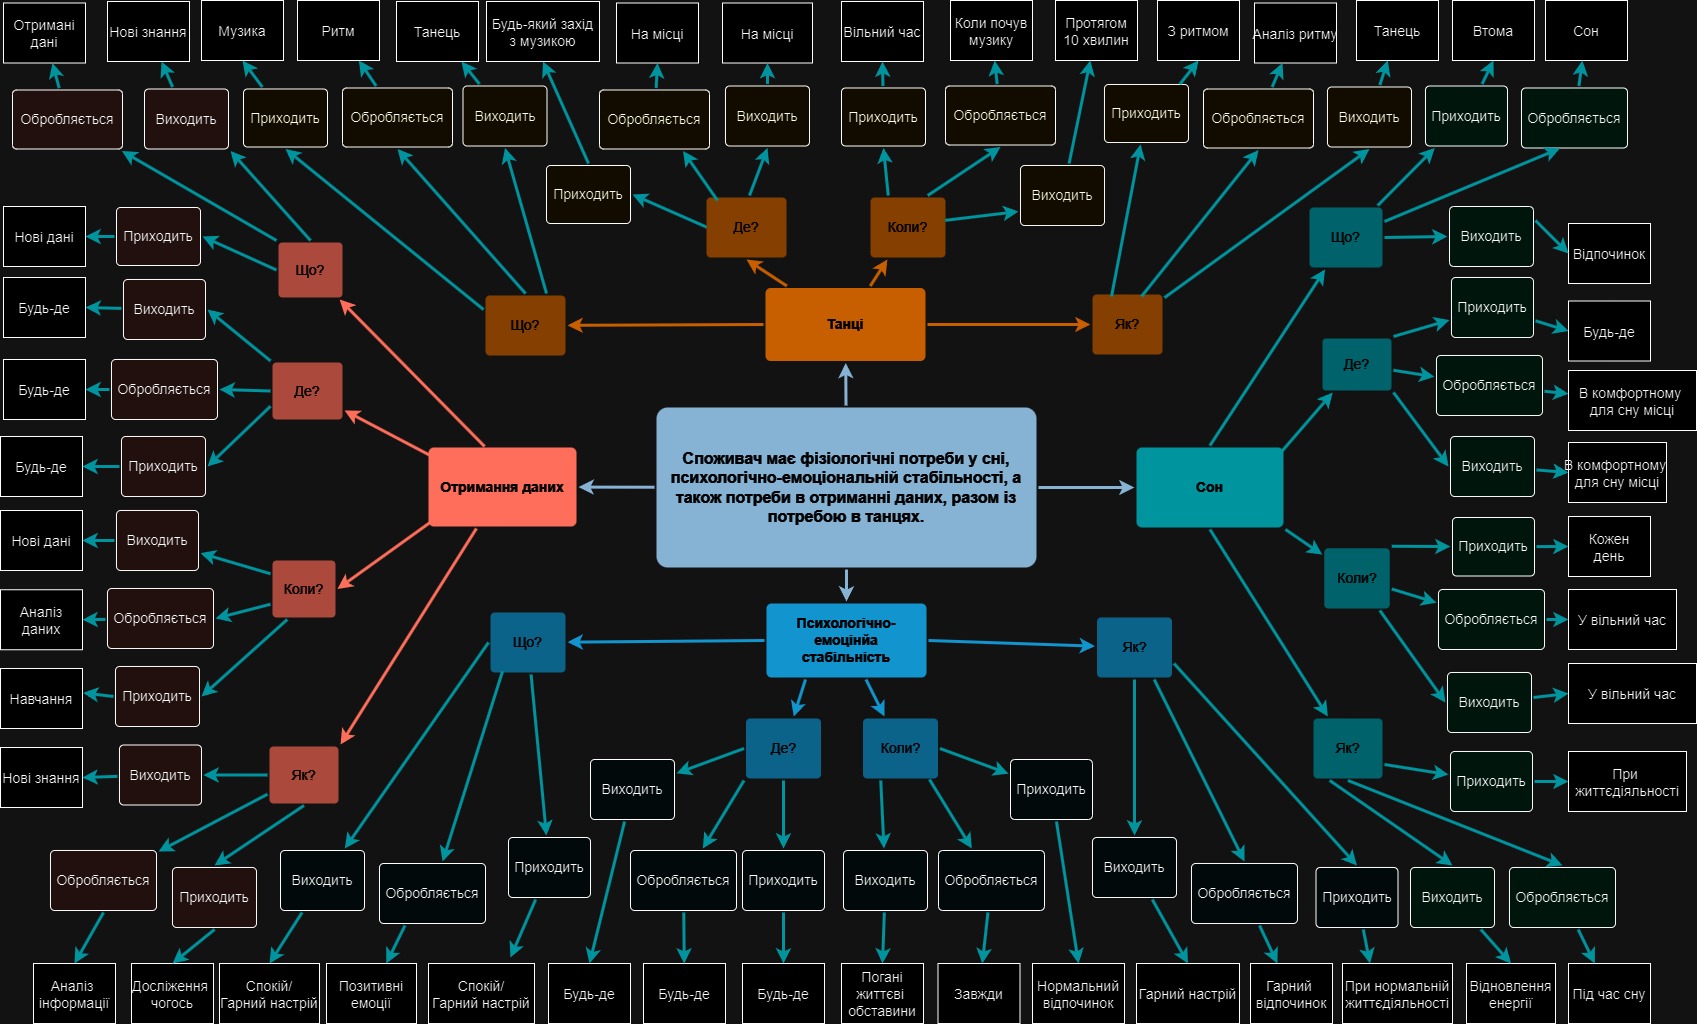 Отримані
дані
Нові знання
Музика
Ритм
Танець
Будь-який захід
з музикою
На місці
На місці
Вільний час
Коли почув
музику
Протягом
10 хвилин
З ритмом
Аналіз ритму
Танець
Втома
Сон
Обробляється
Виходить
Приходить
Обробляється
Виходить
Обробляється
Виходить
Приходить
Обробляється
Приходить
Обробляється
Виходить
Приходить
Обробляється
Приходить
Виходить
Нові дані
Приходить
Що?
Де?
Коли?
Що?
Виходить
Відпочинок
Будь-де
Виходить
Що?
Танці
Як?
Приходить
Будь-де
Будь-де
Обробляється
Де?
Де?
Обробляється
В комфортному
для сну місці
Будь-де
Приходить
Отримання даних
Споживач має фізіологічні потреби у сні,
психологічно-емоціональній стабільності, а
також потреби в отриманні даних, разом із
потребою в танцях.
Сон
Виходить
В комфортному
для сну місці
Нові дані
Виходить
Коли?
Коли?
Приходить
Кожен
день
Аналіз
даних
Обробляється
Обробляється
У вільний час
Що?
Психологічно-
емоцінйа
стабільність
Як?
Навчання
Приходить
Виходить
У вільний час
Нові знання
Виходить
Як?
Де?
Коли?
Як?
Приходить
При
життєдіяльності
Виходить
Приходить
Обробляється
Приходить
Виходить
Обробляється
Приходить
Обробляється
Приходить
Виходить
Обробляється
Виходить
Обробляється
Приходить
Виходить
Обробляється
Аналіз
інформації
Досліження
чогось
Спокій/
Гарний настрій
Позитивні
емоції
Спокій/
Гарний настрій
Будь-де
Будь-де
Будь-де
Погані
життєві
обставини
Завжди
Нормальний
відпочинок
Гарний настрій
Гарний
відпочинок
При нормальній
життєдіяльності
Відновлення
енергії
Під час сну